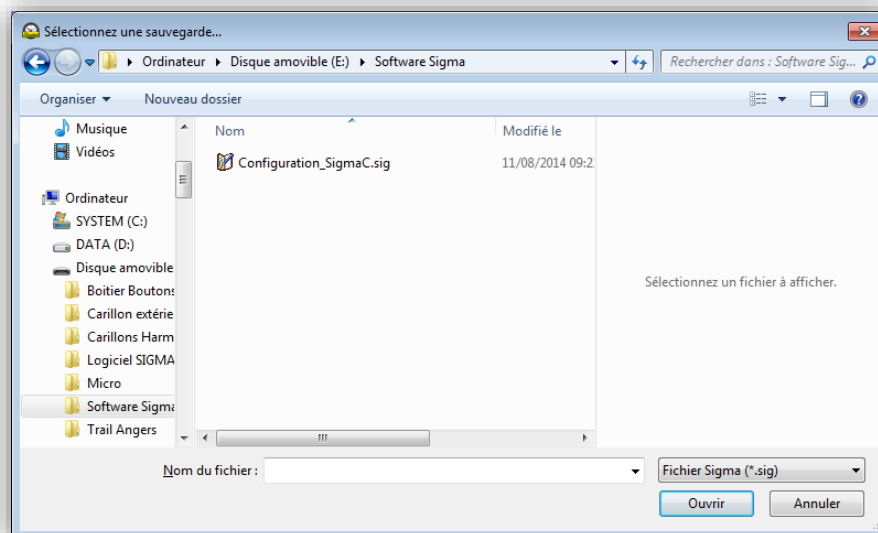 Sélectionnez une sauvegarde...
Ordinateur ▸ Disque amovible (E:) ▸ Software Sigma
Rechercher dans : Software Sig...
Organiser Nouveau dossier
Musique
Vidéos
Ordinateur
SYSTEM (C:)
DATA (D:)
Disque amovible
Boitier Boutons
Carillon extérie
Carillons Harm
Logiciel SIGMA
Micro
Software Sigma
Trail Angers
Nom Modifié le
Configuration_SigmaC.sig 11/08/2014 09:2
Sélectionnez un fichier à afficher.
Nom du fichier : Fichier Sigma (*.sig)
Ouvrir Annuler